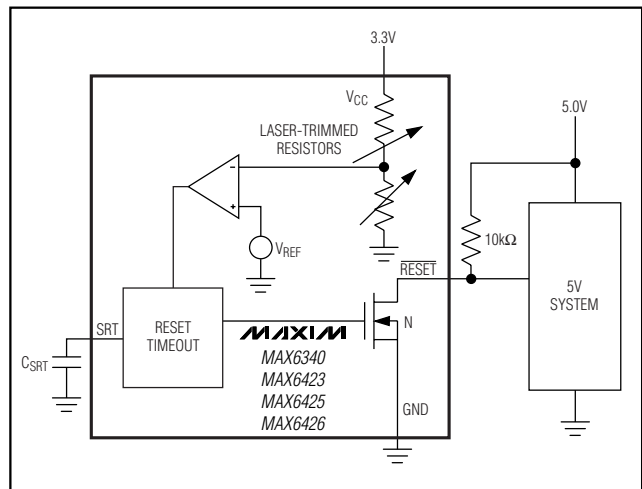 3.3V
VCC
5.0V
LASER-TRIMMED
RESISTORS
–
+
VREF
10kΩ
RESET
5V
SYSTEM
SRT
RESET
TIMEOUT
N
CSRT
MAXIM
MAX6340
MAX6423
MAX6425
MAX6426
GND